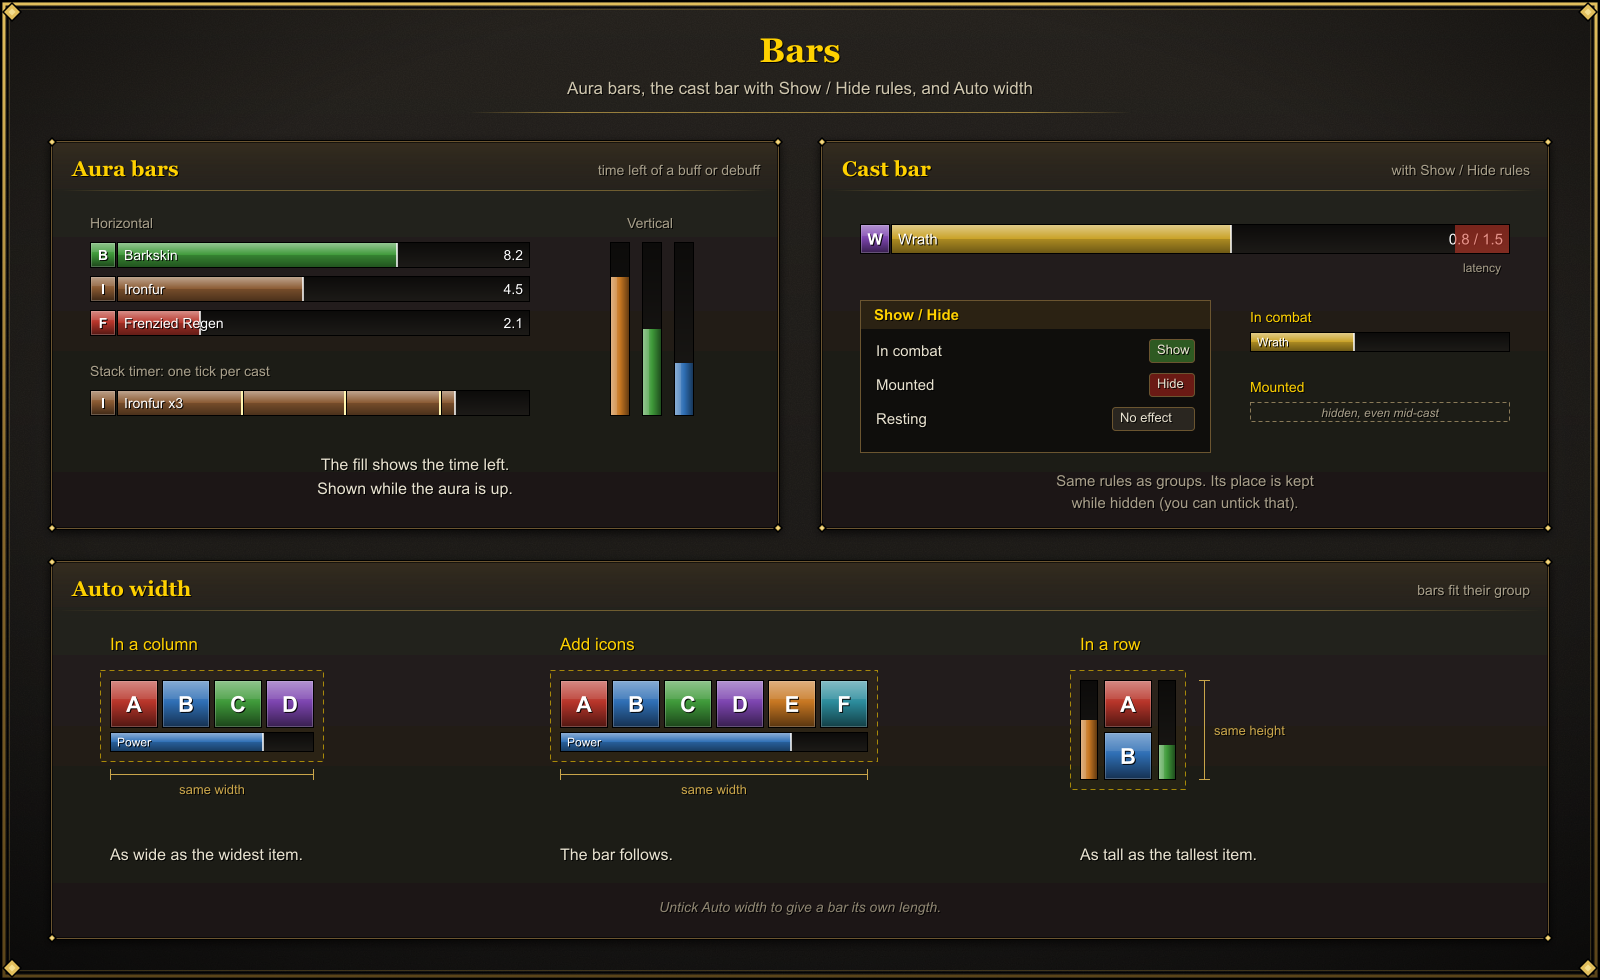 Bars
Aura bars, the cast bar with Show / Hide rules, and Auto width
Aura bars
time left of a buff or debuff
Horizontal
Vertical
B
Barkskin
8.2
I
Ironfur
4.5
F
Frenzied Regen
2.1
Stack timer: one tick per cast
I
Ironfur x3
The fill shows the time left.
Shown while the aura is up.
Cast bar
with Show / Hide rules
W
Wrath
0.8 / 1.5
latency
Show / Hide
In combat
Show
Mounted
Hide
Resting
No effect
In combat
Wrath
Mounted
hidden, even mid-cast
Same rules as groups. Its place is kept
while hidden (you can untick that).
Auto width
bars fit their group
In a column
A B C D
Power
same width
As wide as the widest item.
Add icons
A B C D E F
Power
same width
The bar follows.
In a row
A
B
same height
As tall as the tallest item.
Untick Auto width to give a bar its own length.